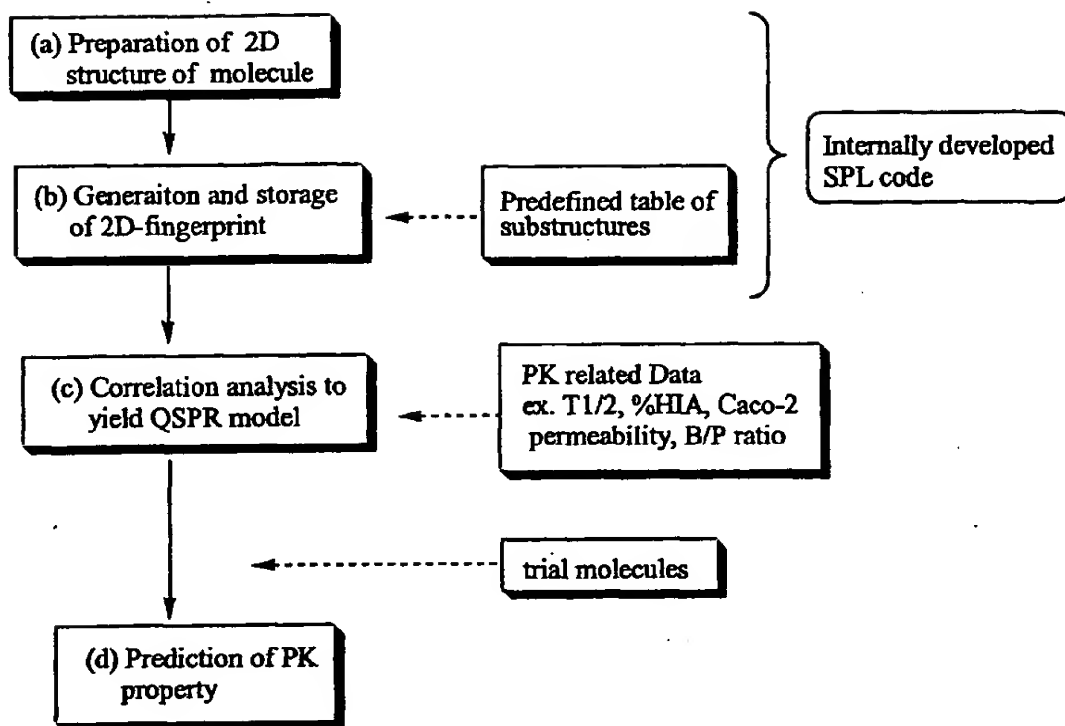 (a) Preparation of 2D
structure of molecule
(b) Generaiton and storage
of 2D-fingerprint
Predefined table of
substructures
Internally developed
SPL code
(c) Correlation analysis to
yield QSPR model
PK related Data
ex. T1/2, %HIA, Caco-2
permeability, B/P ratio
trial molecules
(d) Prediction of PK
property